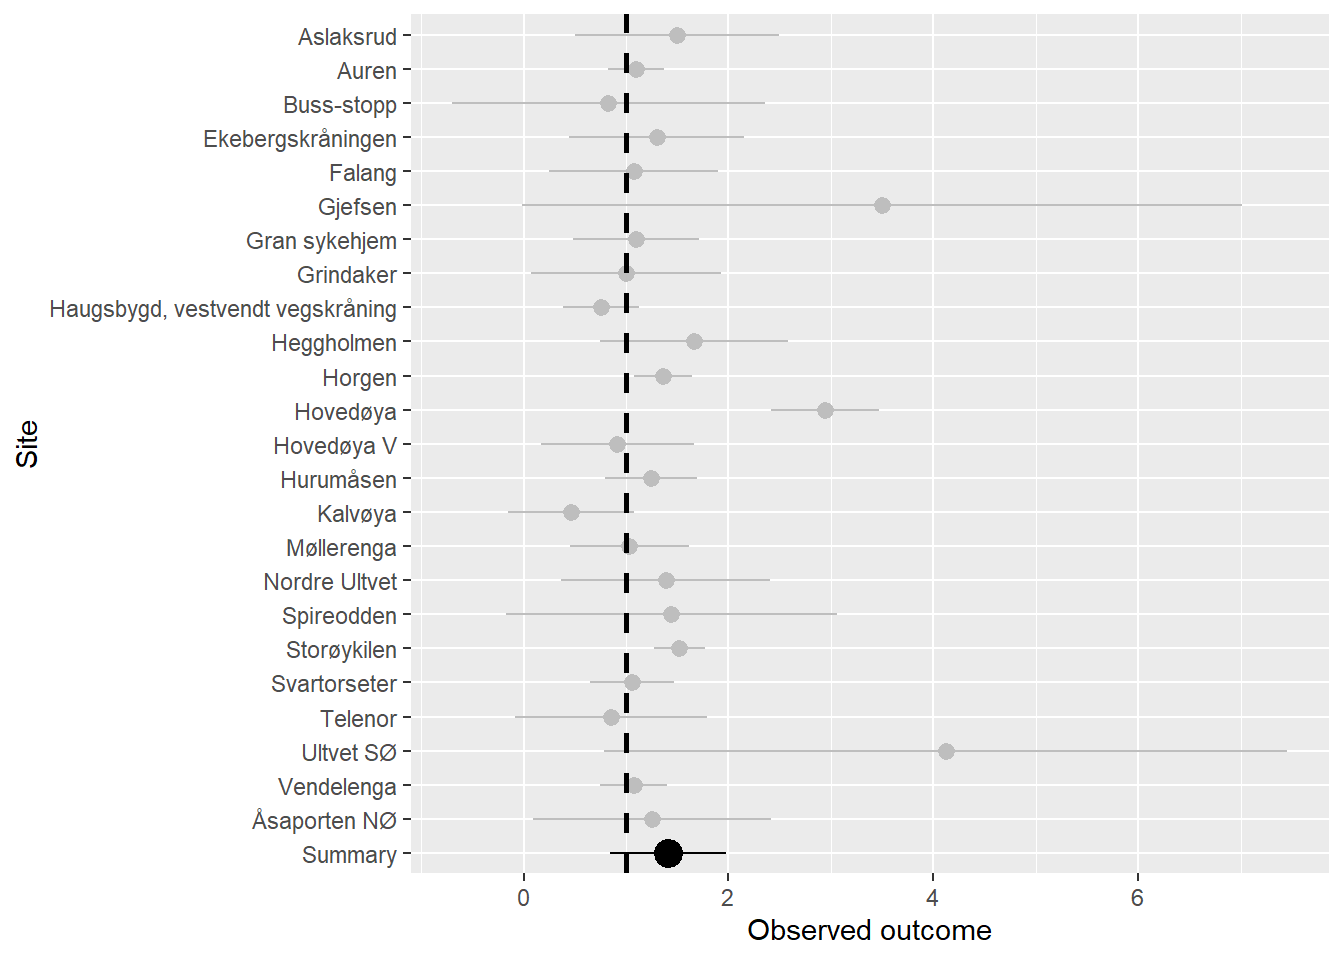 Aslaksrud
Auren
Buss-stopp
Ekebergskråningen
Falang
Gjefsen
Gran sykehjem
Grindaker
Haugsbygd, vestvendt vegskråning
Heggholmen
Horgen
Hovedøya
Hovedøya V
Hurumåsen
Kalvøya
Møllerenga
Nordre Ultvet
Spireodden
Storøykilen
Svartorseter
Telenor
Ultvet SØ
Vendelenga
Åsaporten NØ
Summary
Site
0 2 4 6
Observed outcome